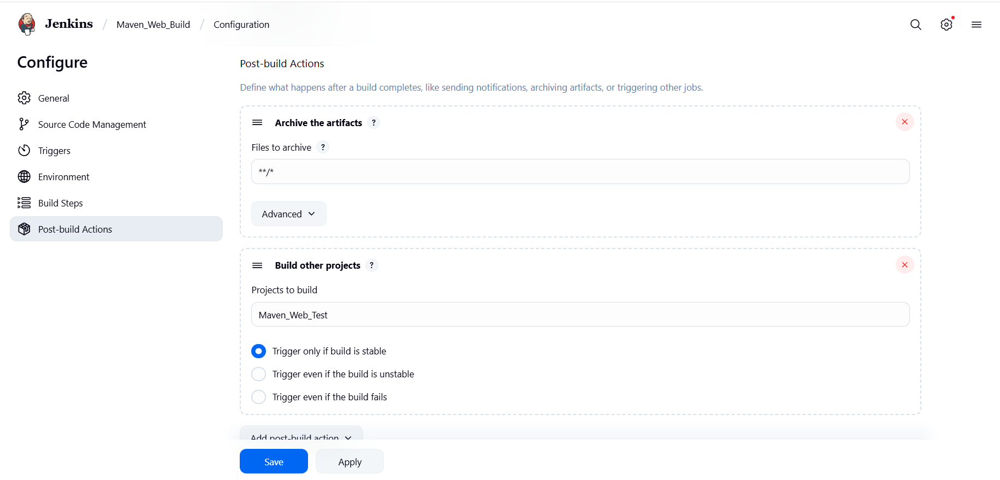 Jenkins / Maven_Web_Build / Configuration
Configure
General
Source Code Management
Triggers
Environment
Build Steps
Post-build Actions
Post-build Actions
Define what happens after a build completes, like sending notifications, archiving artifacts, or triggering other jobs.
Archive the artifacts ?
Files to archive ?
**/*
Advanced
Build other projects ?
Projects to build
Maven_Web_Test
Trigger only if build is stable
Trigger even if the build is unstable
Trigger even if the build fails
Add post-build action
Save
Apply